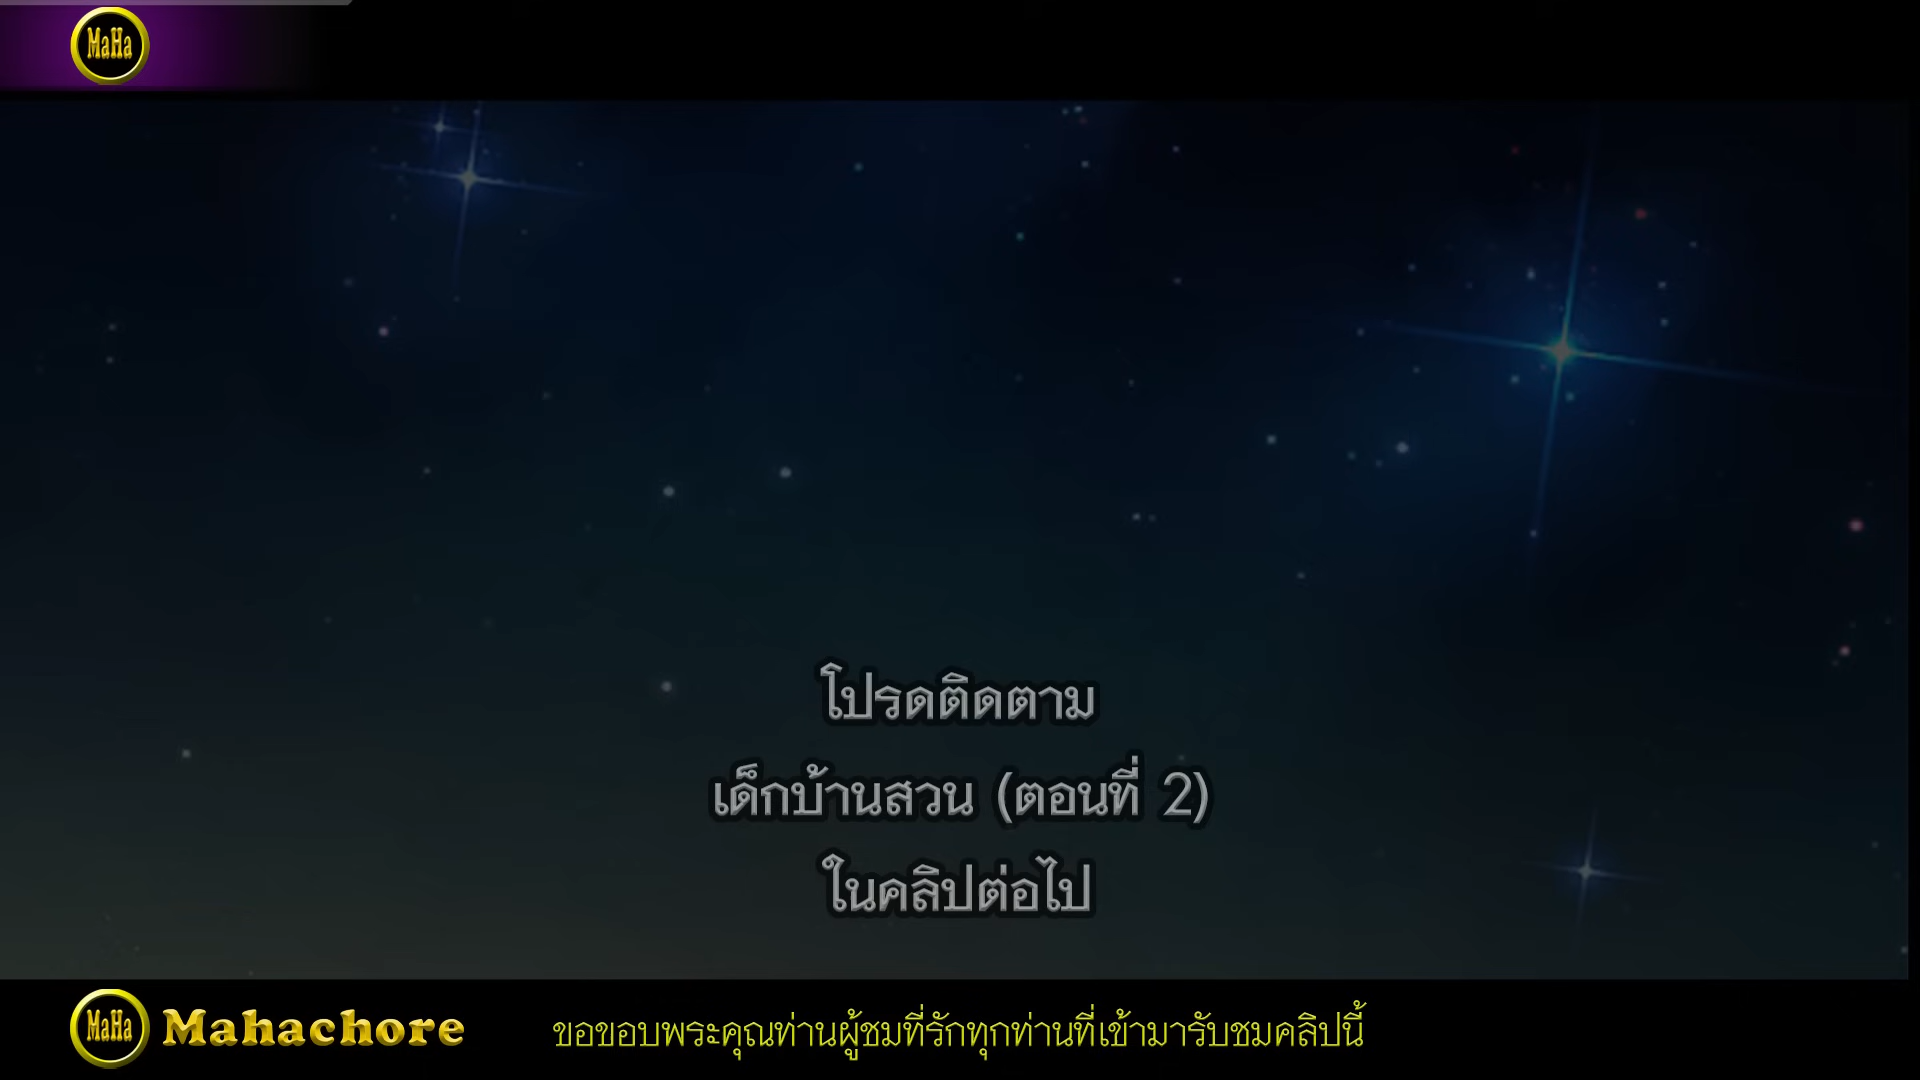 MaHa
โปรดติดตาม
เด็กบ้านสวน (ตอนที่ 2)
ในคลิปต่อไป
MaHa Mahachore
ขอขอบพระคุณท่านผู้ชมที่รักทุกท่านที่เข้ามารับชมคลิปนี้